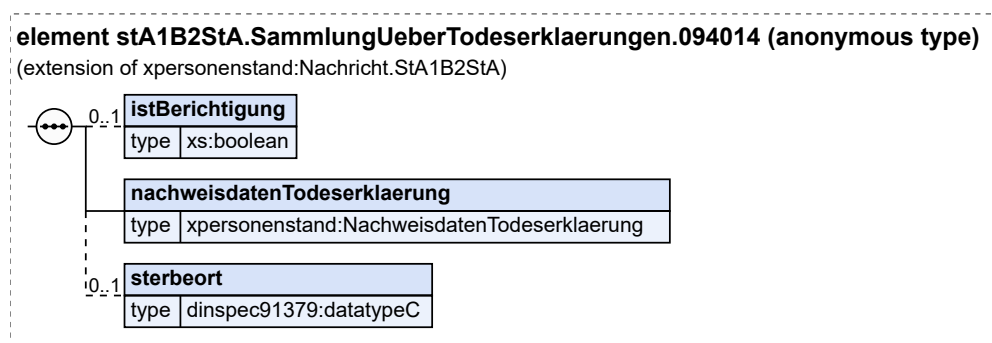 element stA1B2StA.SammlungUeberTodeserklaerungen.094014 (anonymous type)
(extension of xpersonenstand:Nachricht.StA1B2StA)
0..1
istBerichtigung
type xs:boolean
nachweisdatenTodeserklaerung
type xpersonenstand:NachweisdatenTodeserklaerung
0..1
sterbeort
type dinspec91379:datatypeC